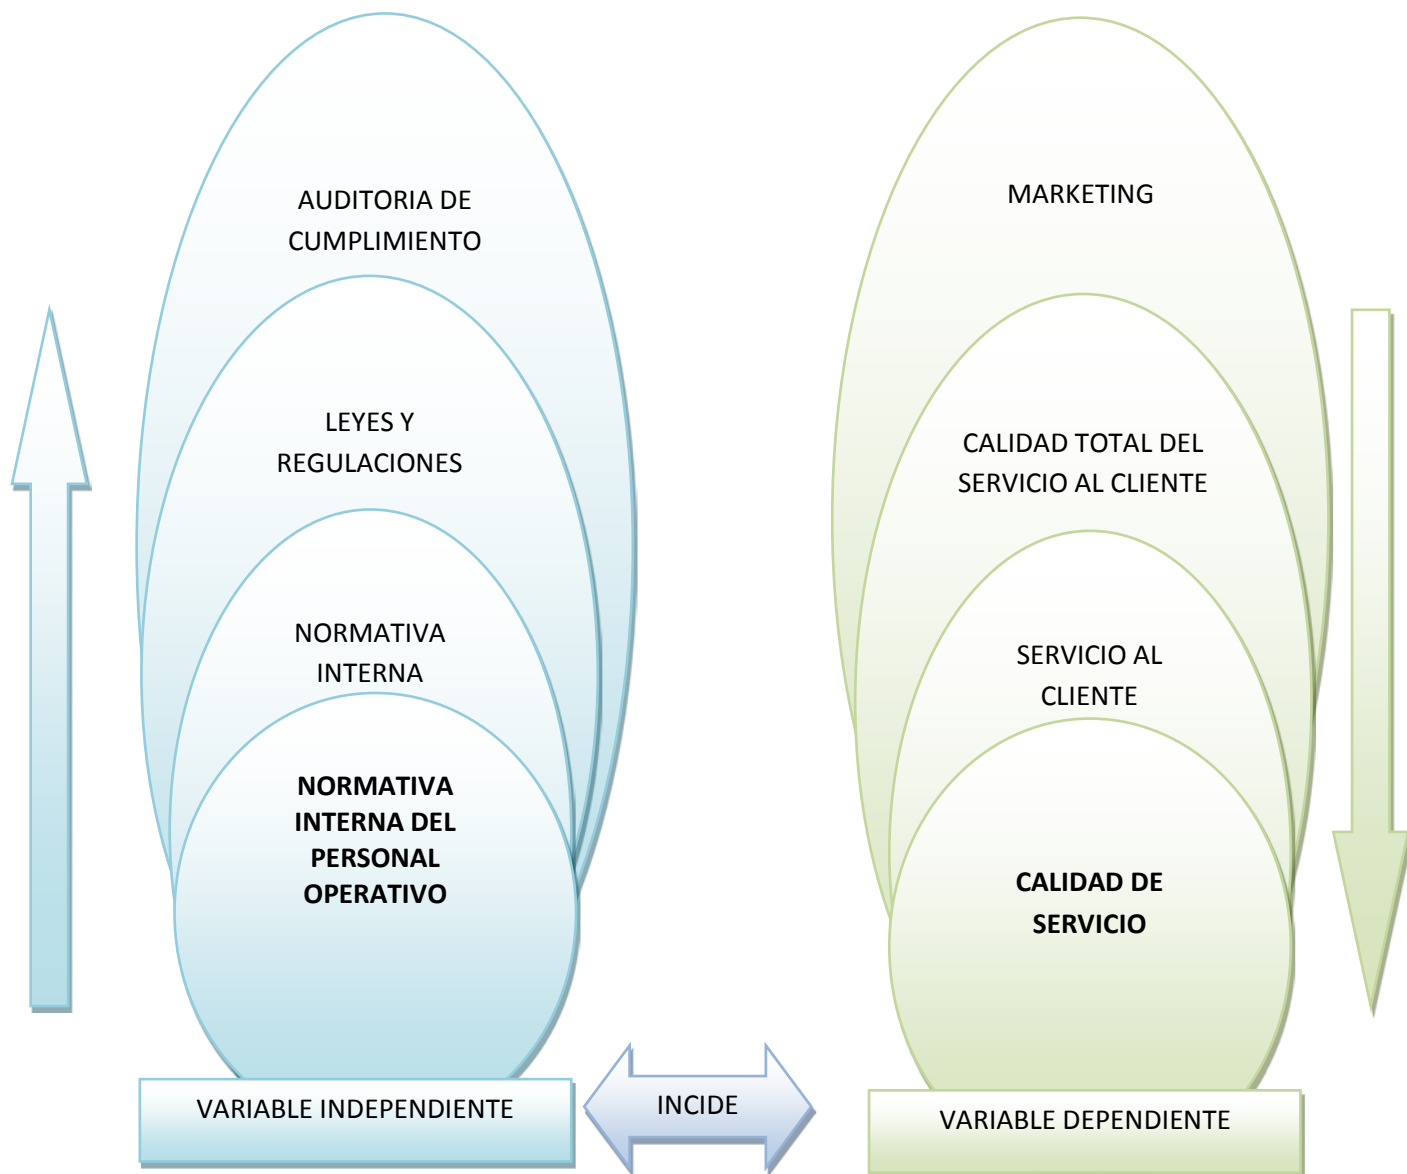 AUDITORIA DE
CUMPLIMIENTO
LEYES Y
REGULACIONES
NORMATIVA
INTERNA
NORMATIVA
INTERNA DEL
PERSONAL
OPERATIVO
VARIABLE INDEPENDIENTE
INCIDE
MARKETING
CALIDAD TOTAL DEL
SERVICIO AL CLIENTE
SERVICIO AL
CLIENTE
CALIDAD DE
SERVICIO
VARIABLE DEPENDIENTE